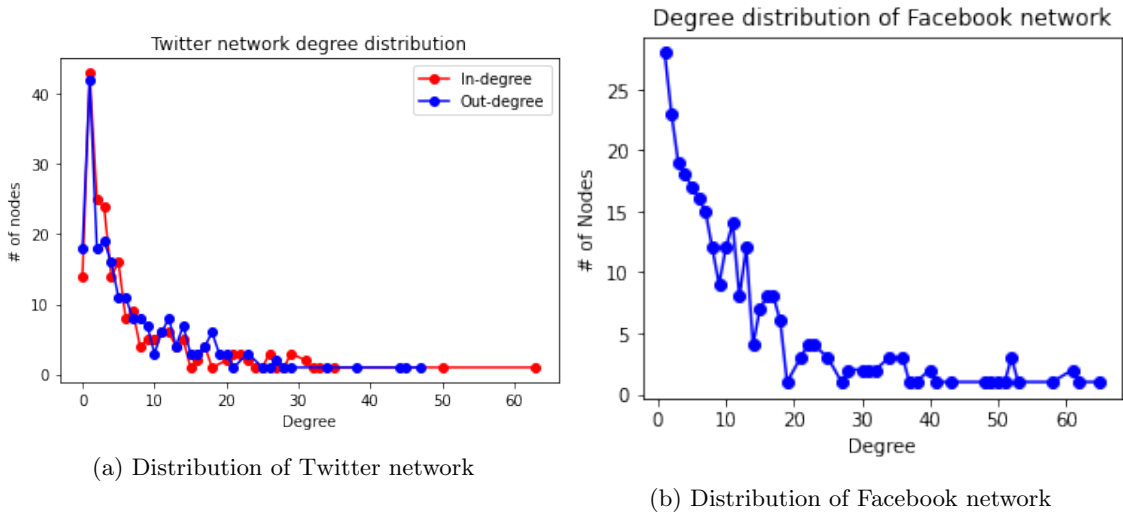 Twitter network degree distribution
In-degree
Out-degree
# of nodes
40
30
20
10
0
0 10 20 30 40 50 60
Degree
(a) Distribution of Twitter network
Degree distribution of Facebook network
# of Nodes
25
20
15
10
5
0
0 10 20 30 40 50 60
Degree
(b) Distribution of Facebook network